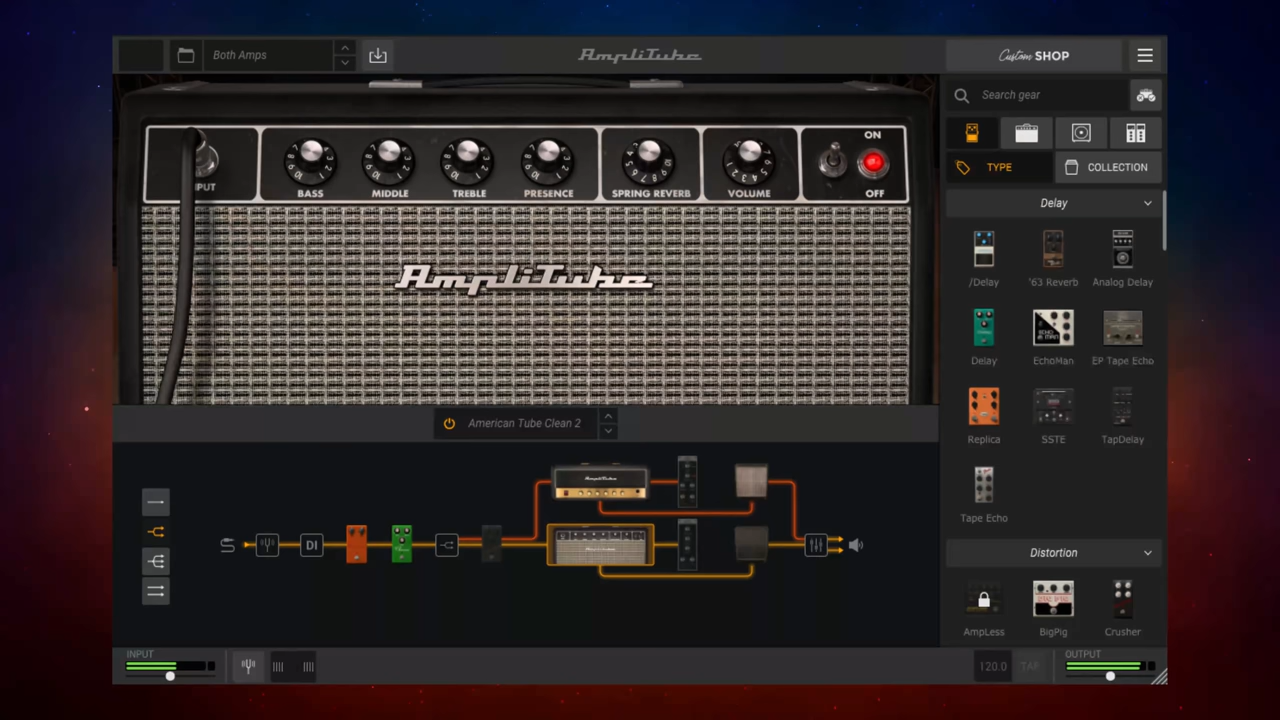 Both Amps
AmpliTube
Custom SHOP
Search gear
ON
INPUT
BASS
MIDDLE
TREBLE
PRESENCE
SPRING REVERB
VOLUME
OFF
TYPE
COLLECTION
Delay
/Delay
'63 Reverb
Analog Delay
AmpliTube
Delay
EchoMan
EP Tape Echo
Replica
SSTE
TapDelay
American Tube Clean 2
Tape Echo
AmpliTube
DI
Distortion
AmpLess
BigPig
Crusher
INPUT
120.0
TAP
OUTPUT